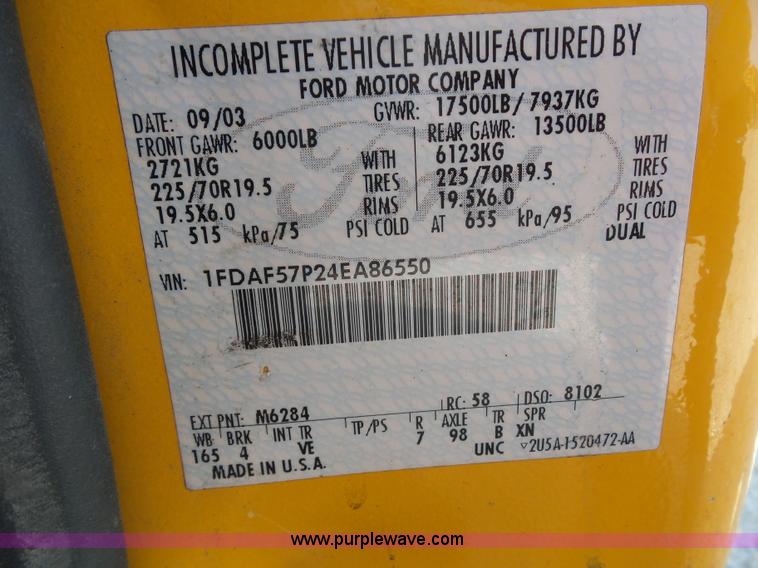 INCOMPLETE VEHICLE MANUFACTURED BY
FORD MOTOR COMPANY
DATE: 09/03 GVWR: 17500LB/ 7937KG
FRONT GAWR: 6000LB REAR GAWR: 13500LB
2721KG WITH 6123KG WITH
225/70R19.5 TIRES 225/70R19.5 TIRES
19.5X6.0 RIMS 19.5X6.0 RIMS
AT 515 kPa/75 PSI COLD AT 655 kPa/95 PSI COLD
DUAL
VIN: 1FDAF57P24EA86550
Ford
EXT PNT: M6284 RC: 58 DSO: 8102
WB BRK INT TR TP/PS R AXLE TR SPR
165 4 VE 7 98 B XN
MADE IN U.S.A. UNC ▽2U5A-1520472-AA
www.purplewave.com